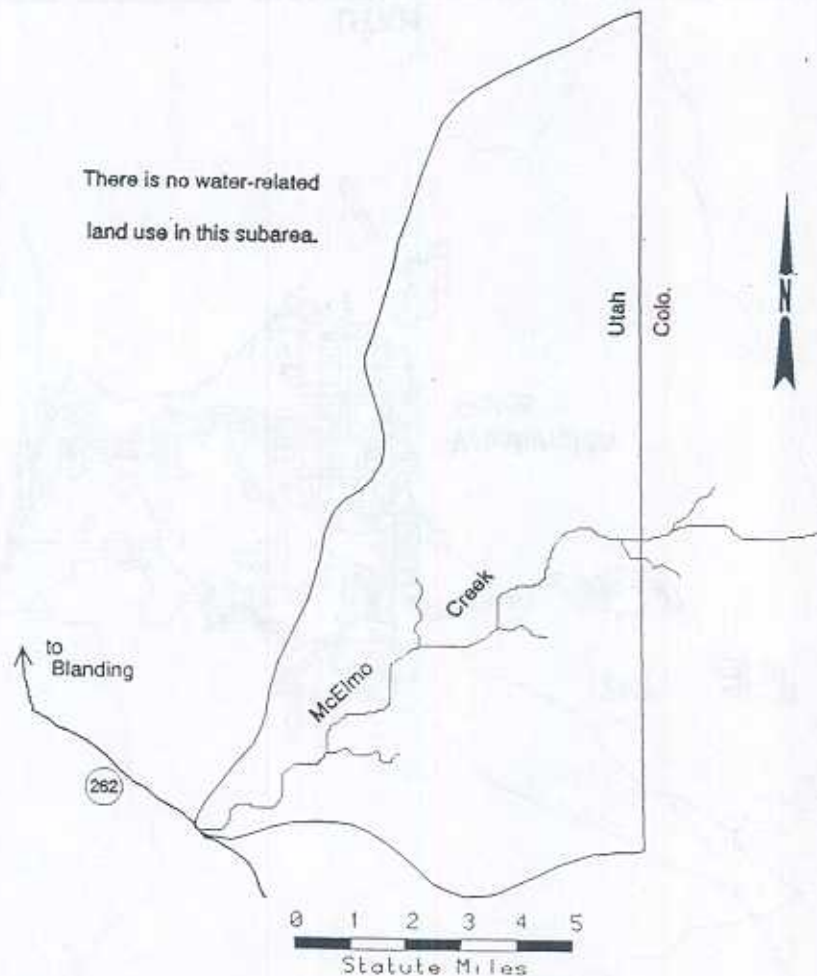 There is no water-related
land use in this subarea.
Utah
Colo.
N
Creek
McElmo
to
Blanding
262
0 1 2 3 4 5
Statute Miles